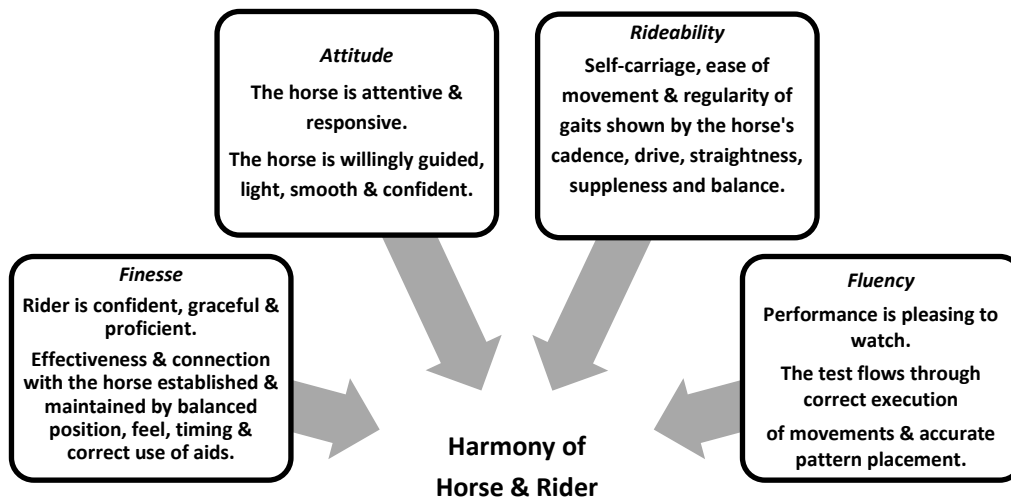 Attitude
The horse is attentive &
responsive.
The horse is willingly guided,
light, smooth & confident.
Rideability
Self-carriage, ease of
movement & regularity of
gaits shown by the horse's
cadence, drive, straightness,
suppleness and balance.
Finesse
Rider is confident, graceful &
proficient.
Effectiveness & connection
with the horse established &
maintained by balanced
position, feel, timing &
correct use of aids.
Fluency
Performance is pleasing to
watch.
The test flows through
correct execution
of movements & accurate
pattern placement.
Harmony of
Horse & Rider